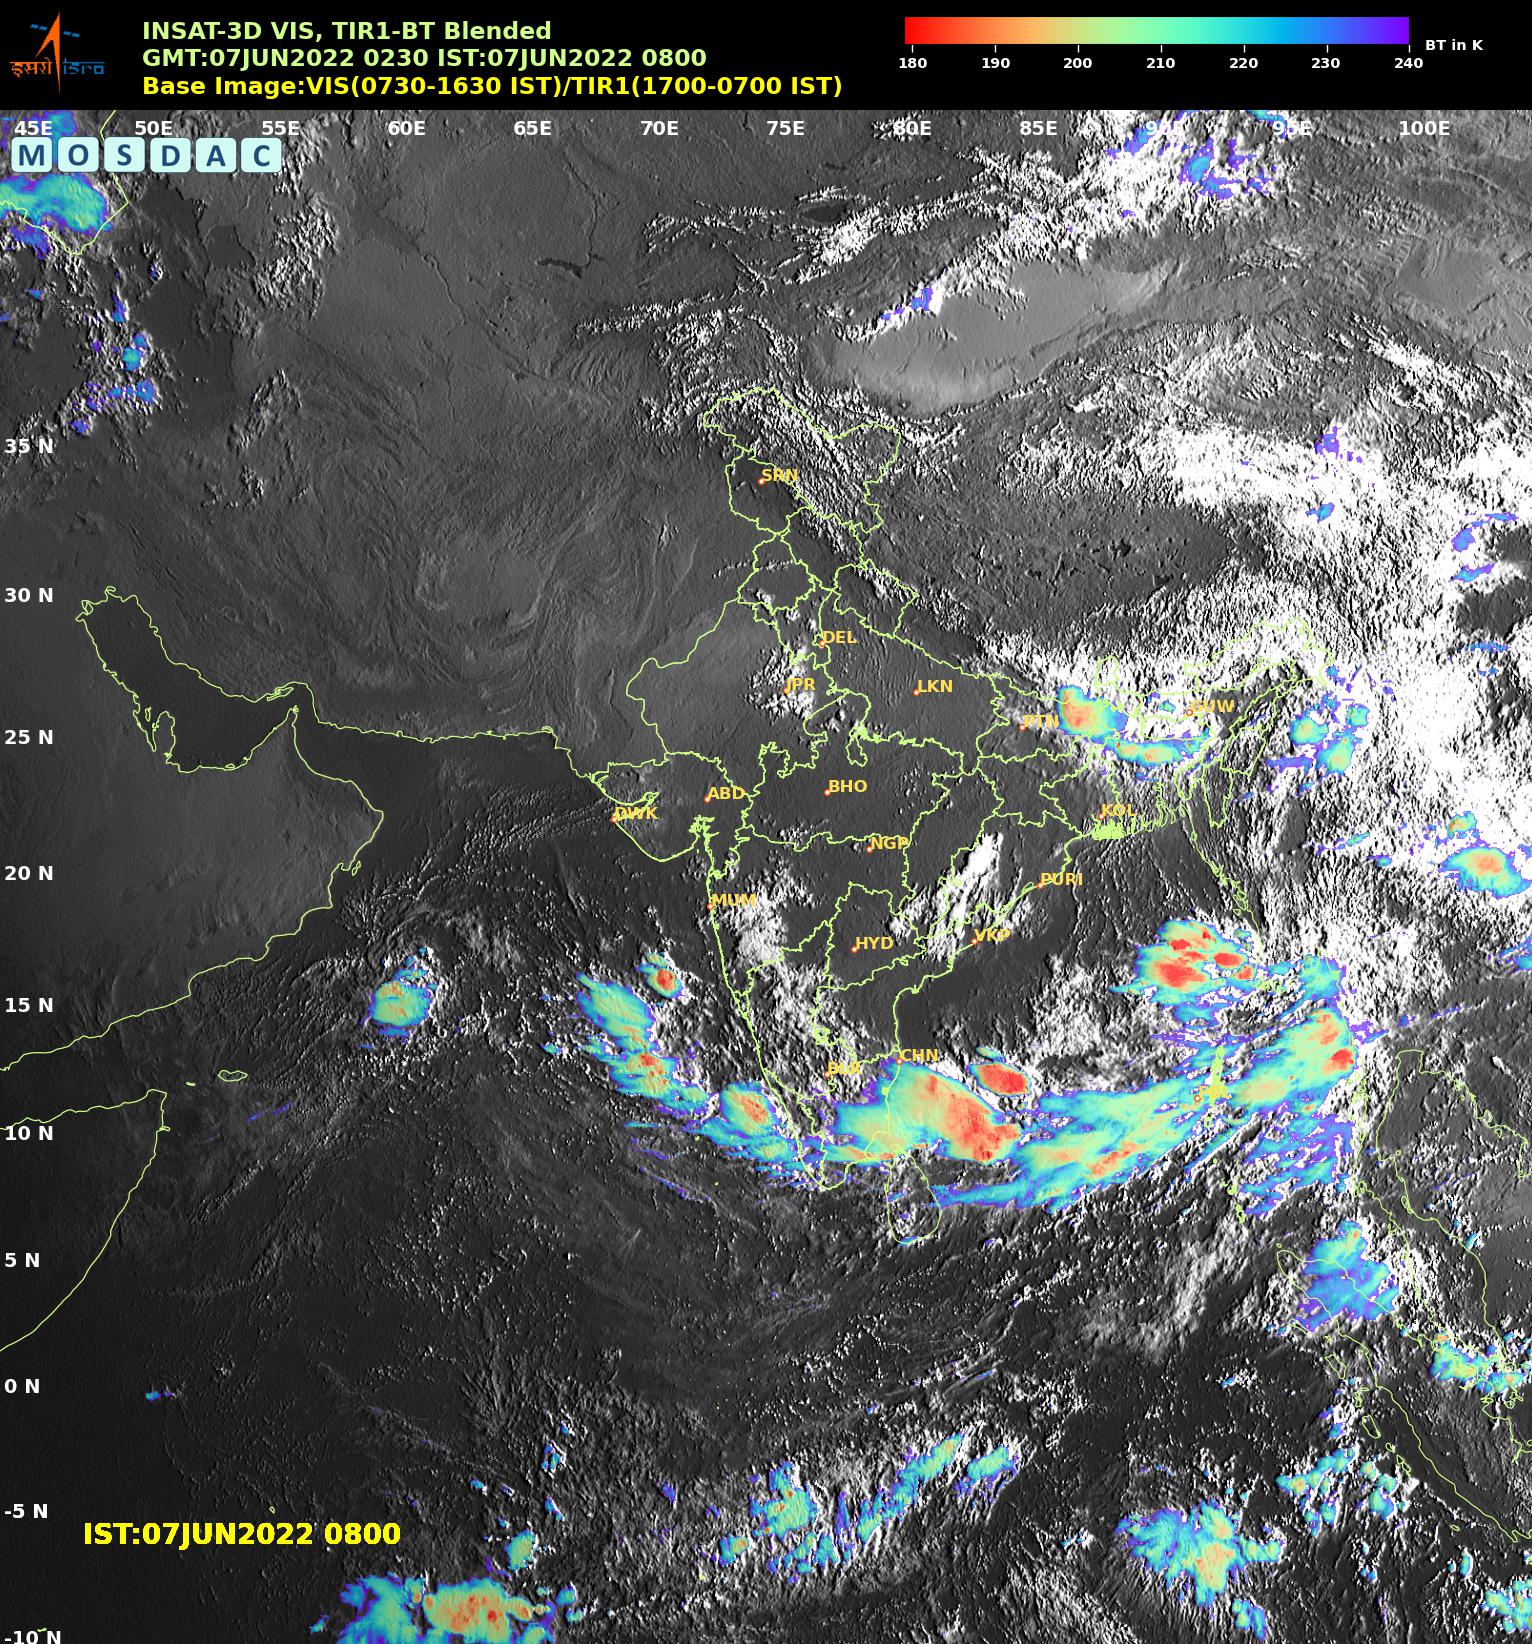 INSAT-3D VIS, TIR1-BT Blended
GMT:07JUN2022 0230 IST:07JUN2022 0800
Base Image:VIS(0730-1630 IST)/TIR1(1700-0700 IST)
इसरो isro
BT in K
180 190 200 210 220 230 240
45E 50E 55E 60E 65E 70E 75E 80E 85E 90E 95E 100E
MOSDAC
35 N
SRN
30 N
DEL
JPR LKN
GUW
PTN
25 N
ABD BHO
DWK KOL
NGP
20 N PURI
MUM
VKP
HYD
15 N
CHN
BLR
10 N
5 N
0 N
-5 N
IST:07JUN2022 0800
-10 N